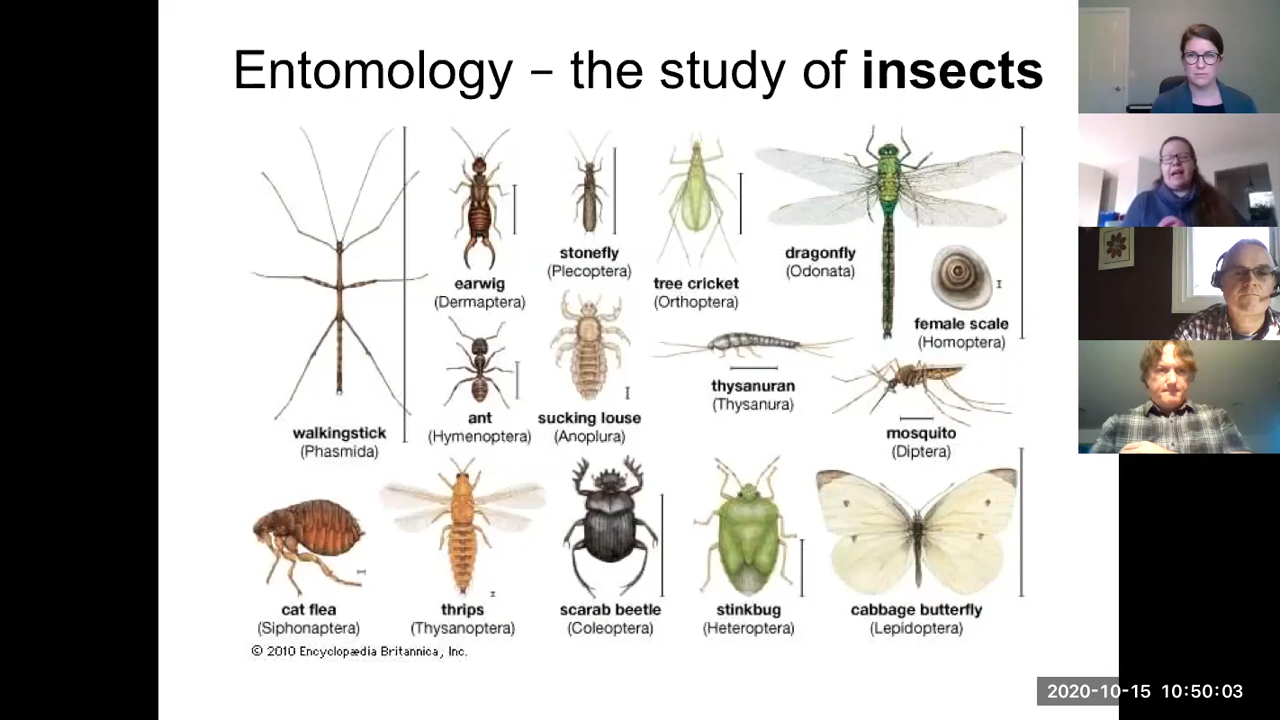 Entomology – the study of insects
walkingstick
(Phasmida)
earwig
(Dermaptera)
stonefly
(Plecoptera)
tree cricket
(Orthoptera)
dragonfly
(Odonata)
female scale
(Homoptera)
ant
(Hymenoptera)
sucking louse
(Anoplura)
thysanuran
(Thysanura)
mosquito
(Diptera)
cat flea
(Siphonaptera)
thrips
(Thysanoptera)
scarab beetle
(Coleoptera)
stinkbug
(Heteroptera)
cabbage butterfly
(Lepidoptera)
© 2010 Encyclopædia Britannica, Inc.
2020-10-15 10:50:03